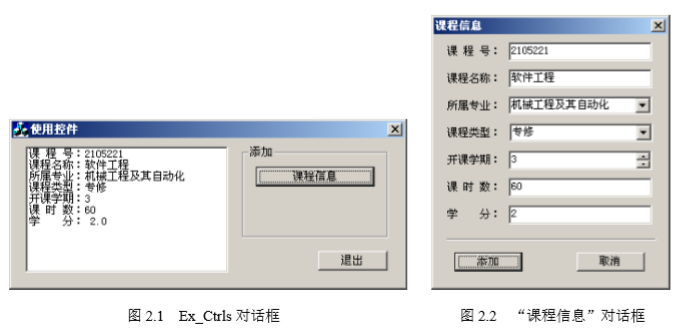 使用控件
课 程 号：2105221
课程名称：软件工程
所属专业：机械工程及其自动化
课程类型：专修
开课学期：3
课 时 数：60
学 分： 2.0
添加
课程信息
退出
图 2.1 Ex_Ctrls 对话框
课程信息
课 程 号： 2105221
课程名称： 软件工程
所属专业： 机械工程及其自动化
课程类型： 专修
开课学期： 3
课 时 数： 60
学 分： 2
添加 取消
图 2.2 “课程信息”对话框